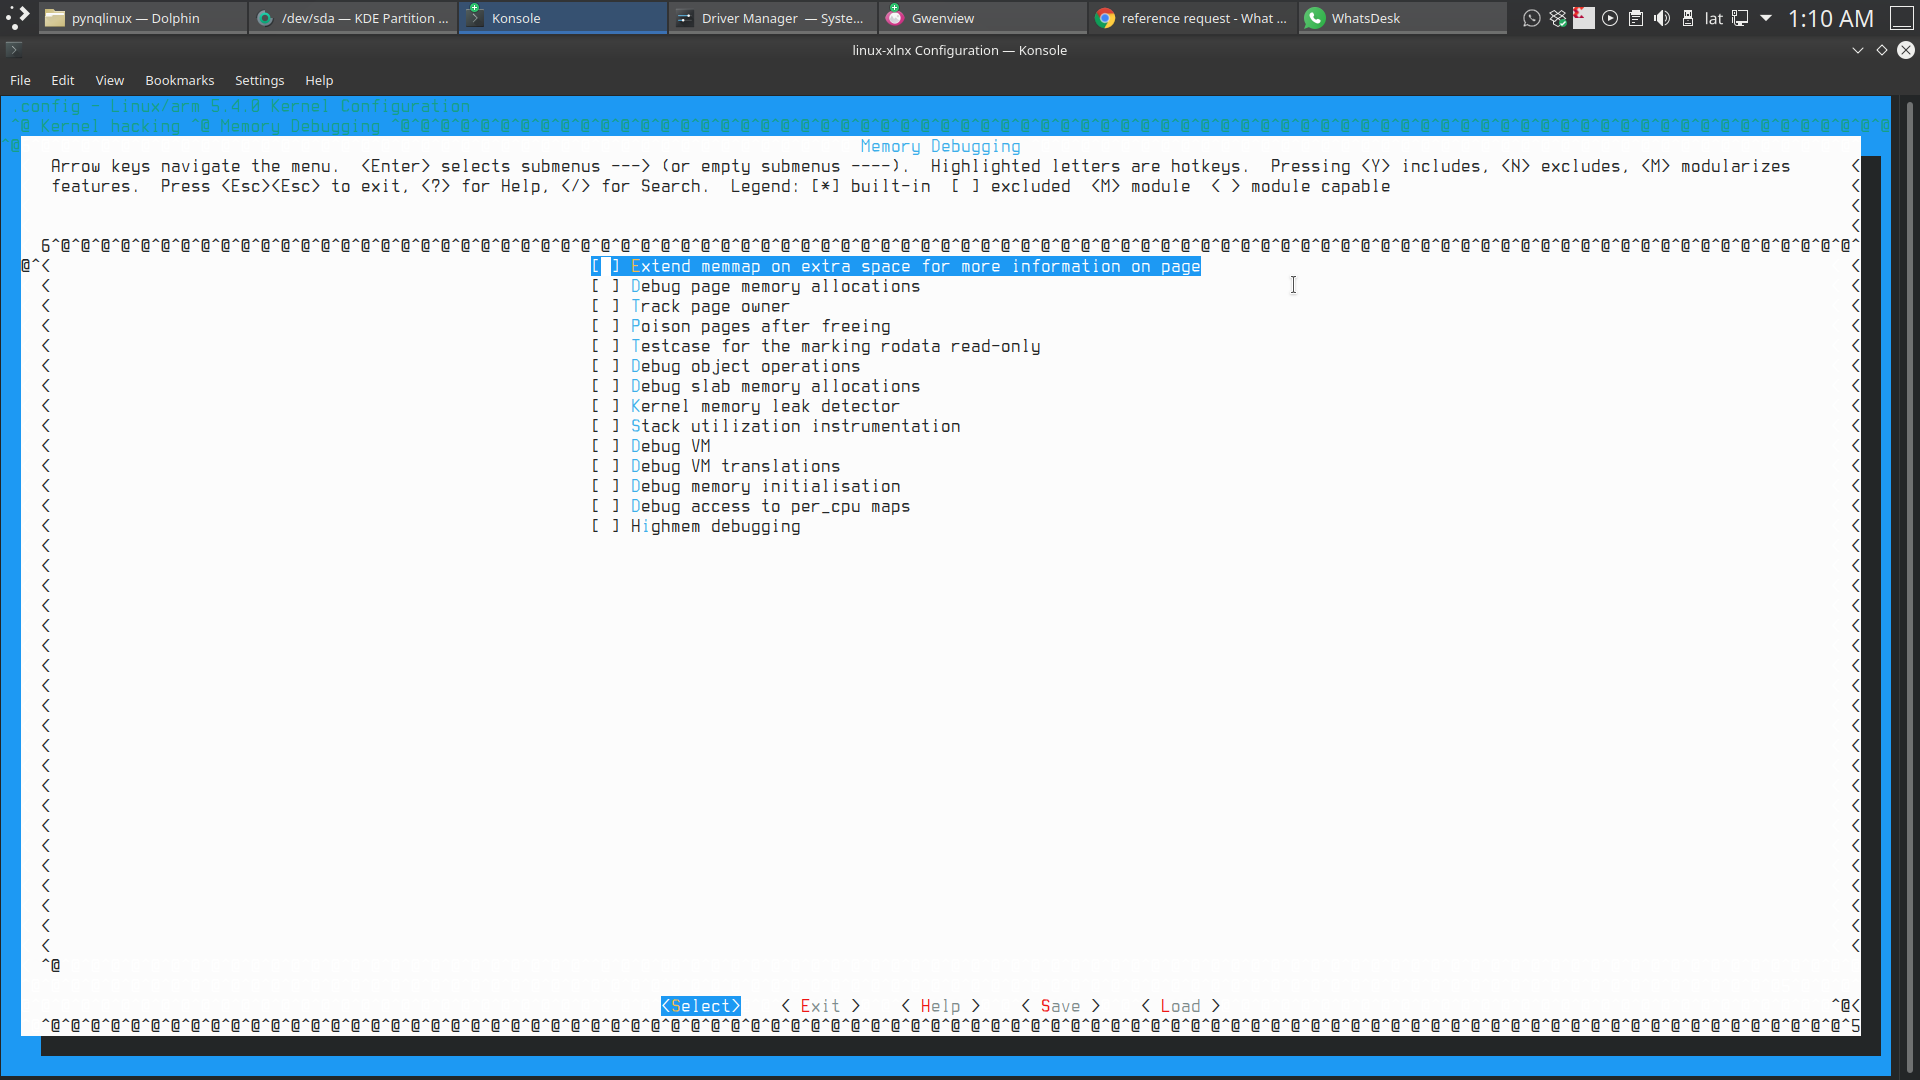 pynqlinux — Dolphin
/dev/sda — KDE Partition ...
Konsole
Driver Manager — Syste...
Gwenview
reference request - What ...
WhatsDesk
lat
1:10 AM
linux-xlnx Configuration — Konsole
File Edit View Bookmarks Settings Help
.config - Linux/arm 5.4.0 Kernel Configuration
Kernel hacking ^@ Memory Debugging
Memory Debugging
Arrow keys navigate the menu. <Enter> selects submenus ---> (or empty submenus ----). Highlighted letters are hotkeys. Pressing <Y> includes, <N> excludes, <M> modularizes
features. Press <Esc><Esc> to exit, <?> for Help, </> for Search. Legend: [*] built-in [ ] excluded <M> module < > module capable
[ ] Extend memmap on extra space for more information on page
[ ] Debug page memory allocations
[ ] Track page owner
[ ] Poison pages after freeing
[ ] Testcase for the marking rodata read-only
[ ] Debug object operations
[ ] Debug slab memory allocations
[ ] Kernel memory leak detector
[ ] Stack utilization instrumentation
[ ] Debug VM
[ ] Debug VM translations
[ ] Debug memory initialisation
[ ] Debug access to per_cpu maps
[ ] Highmem debugging
<Select> < Exit > < Help > < Save > < Load >